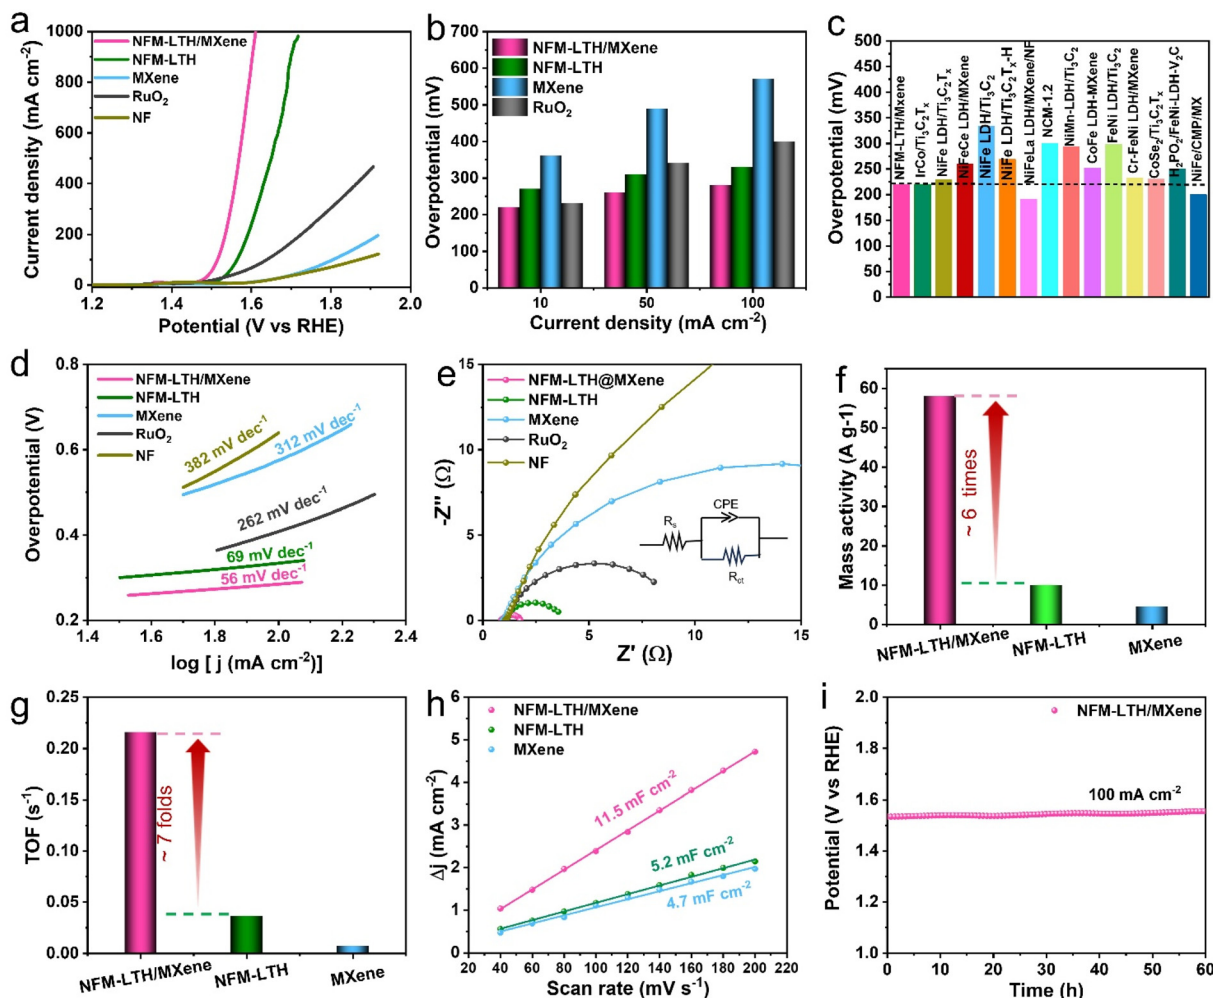 a
Current density (mA cm⁻²)
1000
800
600
400
200
0
NFM-LTH/MXene
NFM-LTH
MXene
RuO₂
NF
1.2 1.4 1.6 1.8 2.0
Potential (V vs RHE)
b
Overpotential (mV)
700
600
500
400
300
200
100
0
NFM-LTH/MXene
NFM-LTH
MXene
RuO₂
10 50 100
Current density (mA cm⁻²)
c
Overpotential (mV)
500
450
400
350
300
250
200
150
100
50
0
NFM-LTH/Mxene
IrCo/Ti₃C₂Tₓ
NiFe LDH/Ti₃C₂Tₓ
NiFeCe LDH/MXene
NiFe LDH/Ti₃C₂
NiFe LDH/Ti₃C₂Tₓ-H
NiFeLa LDH/MXene/NF
NCM-1.2
NiMn-LDH/Ti₃C₂
CoFe LDH-MXene
FeNi LDH/Ti₃C₂
Cr-FeNi LDH/MXene
CoSe₂/Ti₃C₂Tₓ
H₂PO₂/FeNi-LDH-V₂C
NiFe/CMP/MX
d
Overpotential (V)
0.8
0.6
0.4
0.2
NFM-LTH/MXene
NFM-LTH
MXene
RuO₂
NF
382 mV dec⁻¹
312 mV dec⁻¹
262 mV dec⁻¹
69 mV dec⁻¹
56 mV dec⁻¹
1.4 1.6 1.8 2.0 2.2 2.4
log [ j (mA cm⁻²)]
e
-Z'' (Ω)
15
10
5
0
NFM-LTH@MXene
NFM-LTH
MXene
RuO₂
NF
CPE
Rₛ
R_ct
0 5 10 15
Z' (Ω)
f
Mass activity (A g-1)
60
50
40
30
20
10
0
~ 6 times
NFM-LTH/MXene NFM-LTH MXene
g
TOF (s⁻¹)
0.25
0.20
0.15
0.10
0.05
0.00
~ 7 folds
NFM-LTH/MXene NFM-LTH MXene
h
Δj (mA cm⁻²)
6
5
4
3
2
1
0
NFM-LTH/MXene
NFM-LTH
MXene
11.5 mF cm⁻²
5.2 mF cm⁻²
4.7 mF cm⁻²
20 40 60 80 100 120 140 160 180 200 220
Scan rate (mV s⁻¹)
i
Potential (V vs RHE)
2.0
1.8
1.6
1.4
1.2
1.0
NFM-LTH/MXene
100 mA cm⁻²
0 10 20 30 40 50 60
Time (h)